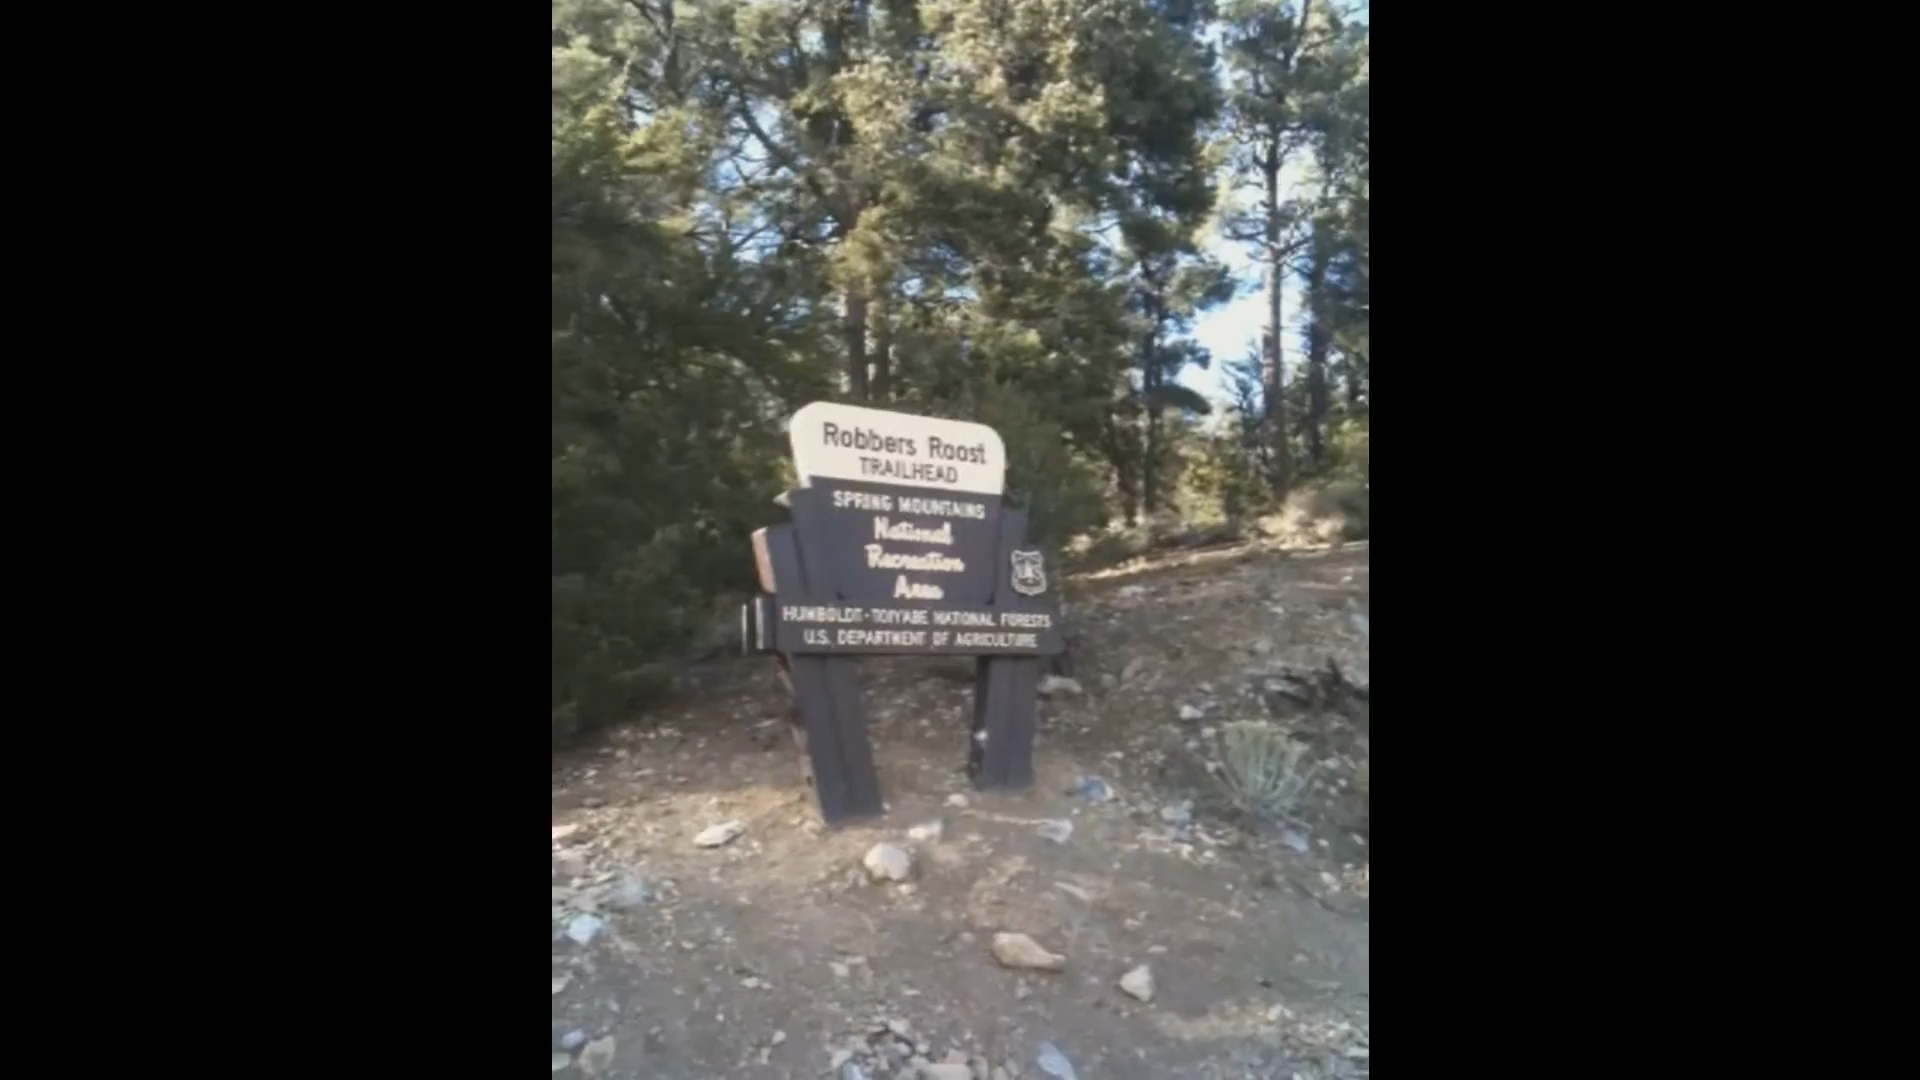 Robbers Roost
TRAILHEAD
SPRING MOUNTAINS
National
Recreation
Area
U.S
HUMBOLDT-TOIYABE NATIONAL FORESTS
U.S. DEPARTMENT OF AGRICULTURE